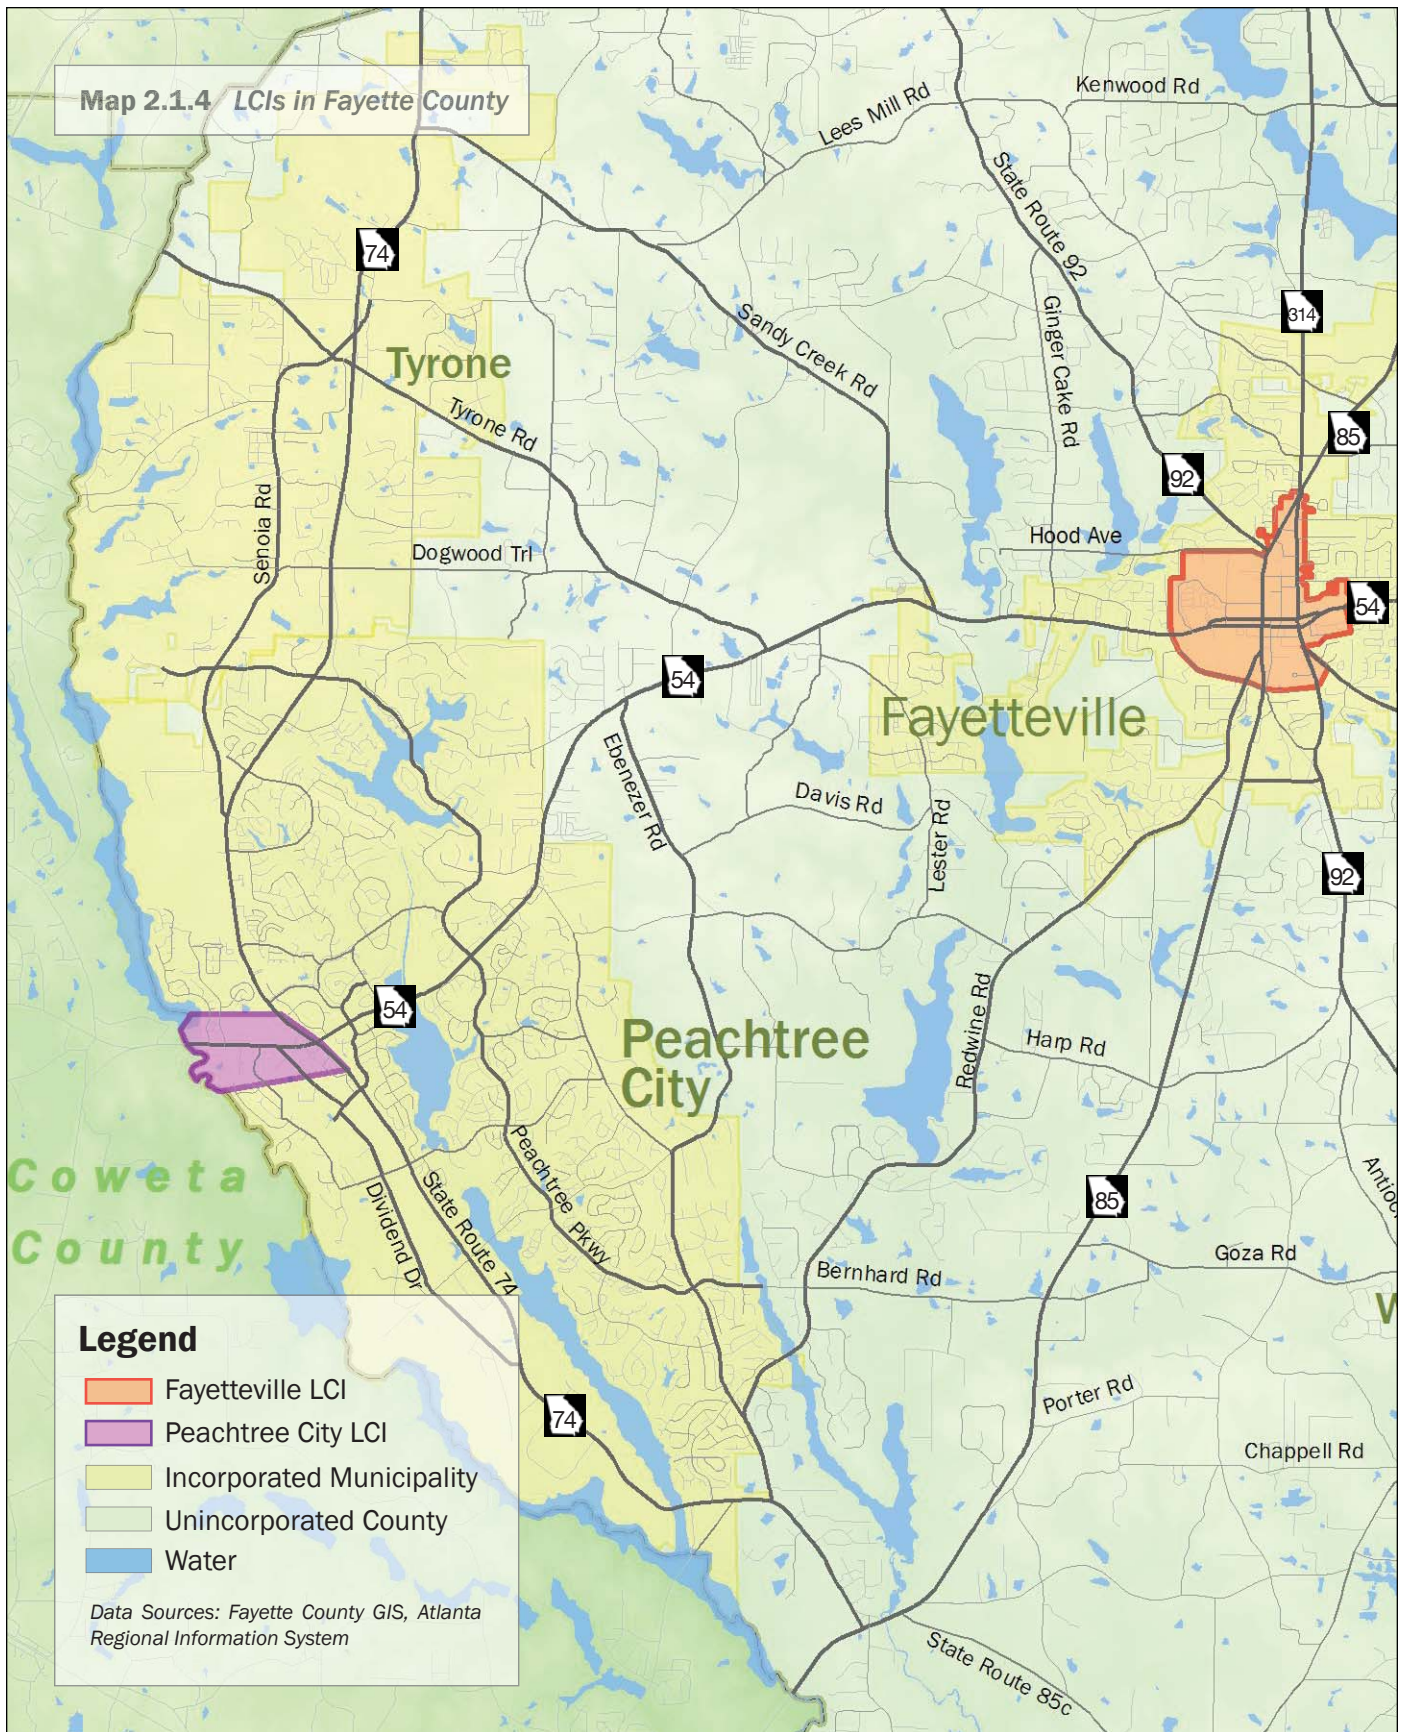 Map 2.1.4 LCIs in Fayette County
Kenwood Rd
Lees Mill Rd
State Route 92
74
314
Ginger Cake Rd
Sandy Creek Rd
Tyrone
Tyrone Rd
85
92
Senoia Rd
Hood Ave
Dogwood Trl
54
54
Fayetteville
Ebenezer Rd
Davis Rd
Lester Rd
92
54
Redwine Rd
Peachtree
City
Harp Rd
Coweta
County
Peachtree Pkwy
State Route 74
Dividend Dr
Antioc
85
Goza Rd
Bernhard Rd
W
Legend
Fayetteville LCI
Peachtree City LCI
Incorporated Municipality
Unincorporated County
Water
Data Sources: Fayette County GIS, Atlanta
Regional Information System
74
Porter Rd
Chappell Rd
State Route 85c